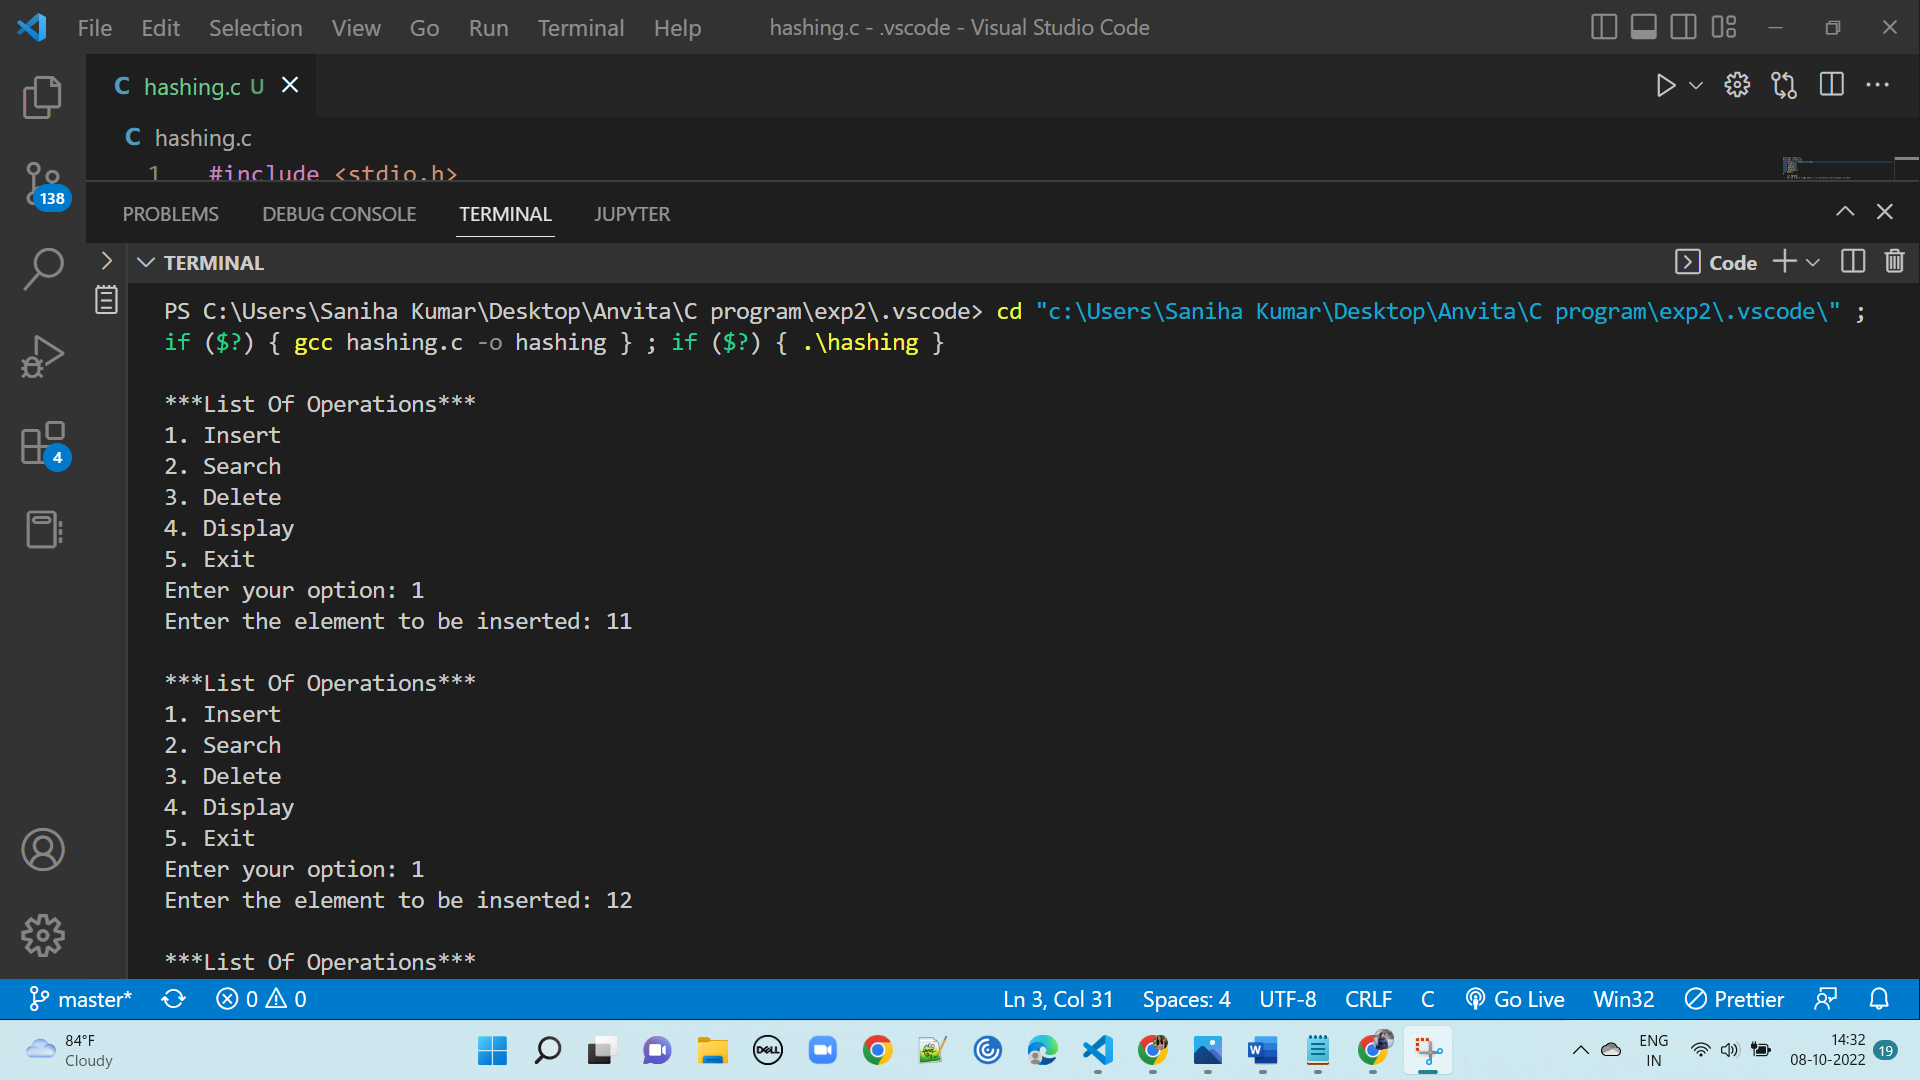 File Edit Selection View Go Run Terminal Help hashing.c - .vscode - Visual Studio Code
C hashing.c U
C hashing.c
1 #include <stdio.h>
138
PROBLEMS DEBUG CONSOLE TERMINAL JUPYTER
TERMINAL Code
PS C:\Users\Saniha Kumar\Desktop\Anvita\C program\exp2\.vscode> cd "c:\Users\Saniha Kumar\Desktop\Anvita\C program\exp2\.vscode\" ;
if ($?) { gcc hashing.c -o hashing } ; if ($?) { .\hashing }
***List Of Operations***
1. Insert
2. Search
3. Delete
4. Display
5. Exit
Enter your option: 1
Enter the element to be inserted: 11
4
***List Of Operations***
1. Insert
2. Search
3. Delete
4. Display
5. Exit
Enter your option: 1
Enter the element to be inserted: 12
***List Of Operations***
master* 0 0 Ln 3, Col 31 Spaces: 4 UTF-8 CRLF C Go Live Win32 Prettier
84°F
Cloudy
DELL
W
ENG
IN
14:32
08-10-2022
19